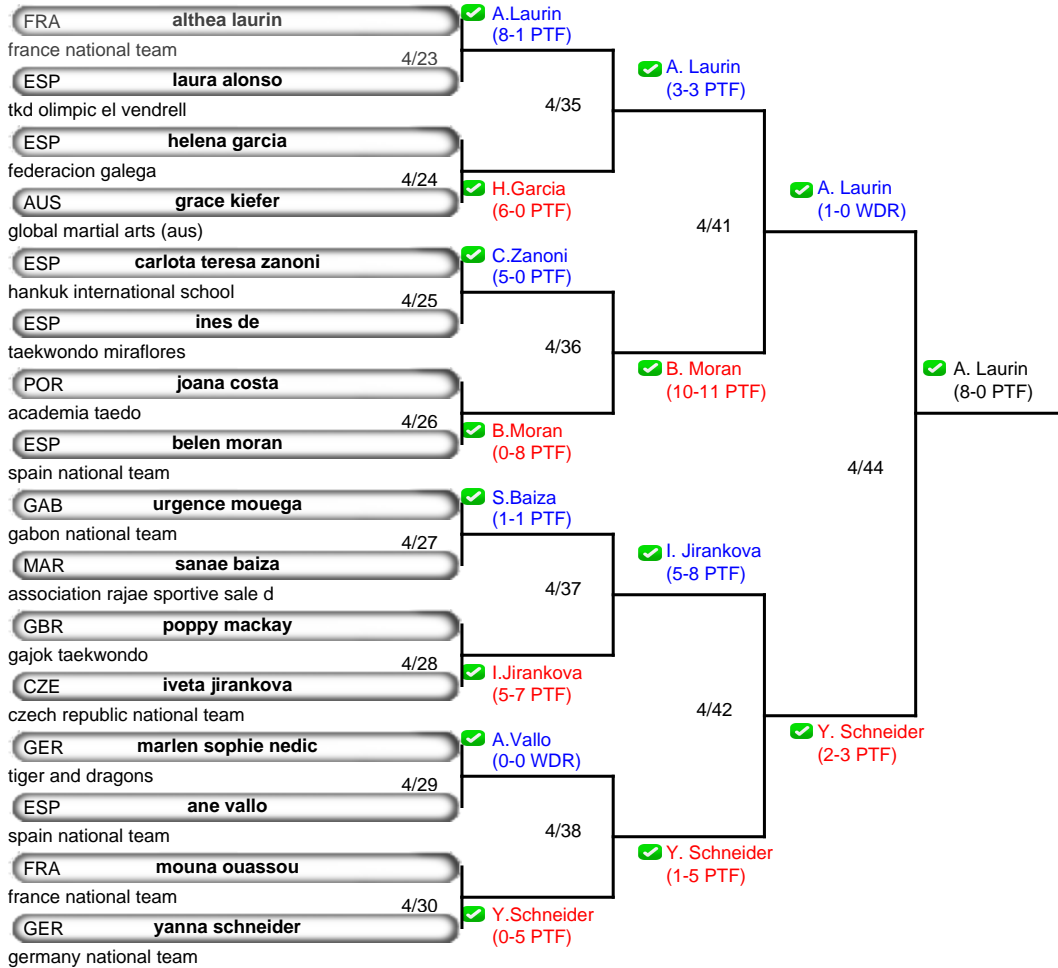 FRA althea laurin
france national team
4/23
ESP laura alonso
tkd olimpic el vendrell
A.Laurin
(8-1 PTF)
ESP helena garcia
federacion galega
4/24
AUS grace kiefer
global martial arts (aus)
H.Garcia
(6-0 PTF)
4/35
A. Laurin
(3-3 PTF)
ESP carlota teresa zanoni
hankuk international school
4/25
ESP ines de
taekwondo miraflores
C.Zanoni
(5-0 PTF)
POR joana costa
academia taedo
4/26
ESP belen moran
spain national team
B.Moran
(0-8 PTF)
4/36
B. Moran
(10-11 PTF)
4/41
A. Laurin
(1-0 WDR)
GAB urgence mouega
gabon national team
4/27
MAR sanae baiza
association rajae sportive sale d
S.Baiza
(1-1 PTF)
GBR poppy mackay
gajok taekwondo
4/28
CZE iveta jirankova
czech republic national team
I.Jirankova
(5-7 PTF)
4/37
I. Jirankova
(5-8 PTF)
GER marlen sophie nedic
tiger and dragons
4/29
ESP ane vallo
spain national team
A.Vallo
(0-0 WDR)
FRA mouna ouassou
france national team
4/30
GER yanna schneider
germany national team
Y.Schneider
(0-5 PTF)
4/38
Y. Schneider
(1-5 PTF)
4/42
Y. Schneider
(2-3 PTF)
4/44
A. Laurin
(8-0 PTF)